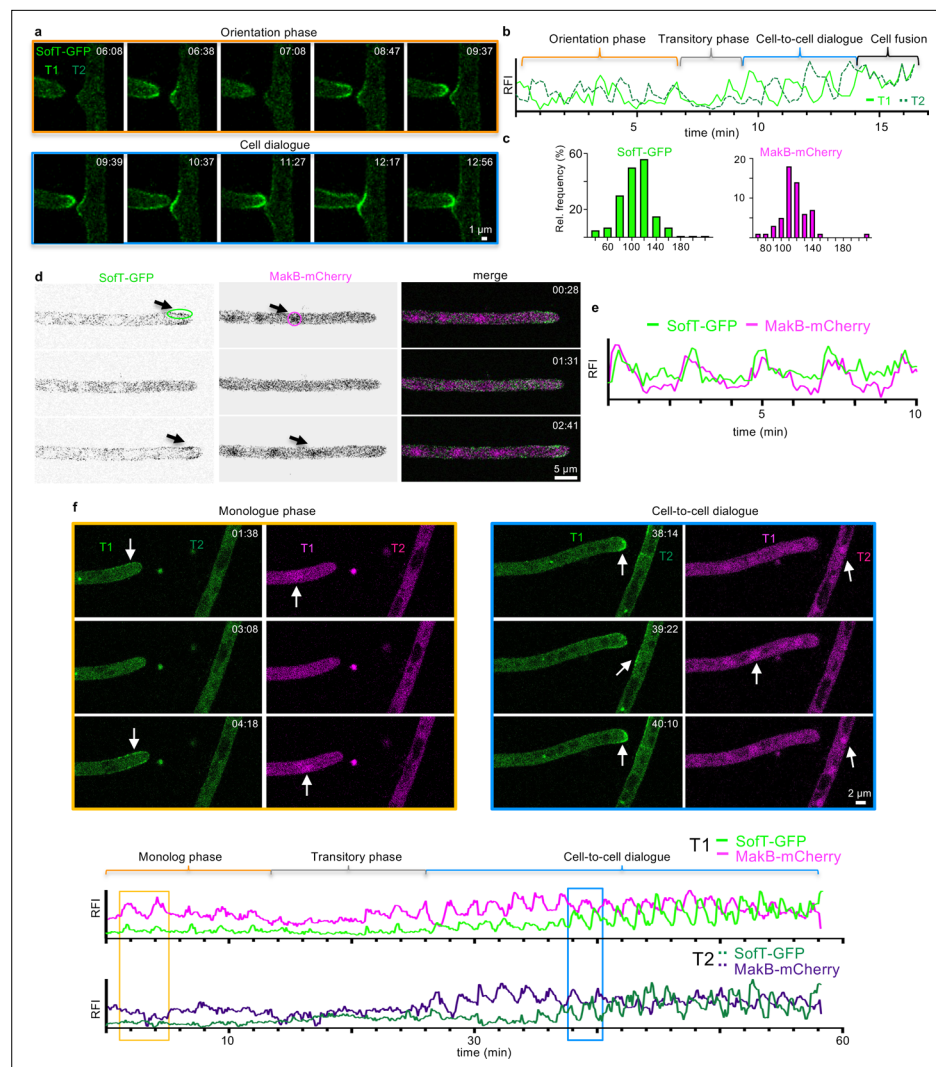 a
Orientation phase
SofT-GFP
T1 T2
06:08
06:38
07:08
08:47
09:37
Cell dialogue
09:39
10:37
11:27
12:17
12:56
1 µm
b
Orientation phase Transitory phase Cell-to-cell dialogue Cell fusion
RFI
T1 T2
5 10 15
time (min)
c
SofT-GFP
Rel. frequency (%)
60
20
60 100 140 180
MakB-mCherry
20
10
0
80 100 120 140 180
d
SofT-GFP
MakB-mCherry
merge
00:28
01:31
02:41
5 µm
e
SofT-GFP MakB-mCherry
RFI
5 10
time (min)
f
Monologue phase
T1 T2 01:38
T1 T2
03:08
04:18
Cell-to-cell dialogue
T1 38:14
T2
T1
T2
39:22
40:10
2 µm
Monolog phase Transitory phase Cell-to-cell dialogue
T1 SofT-GFP
MakB-mCherry
RFI
T2 SofT-GFP
MakB-mCherry
RFI
10 30 60
time (min)